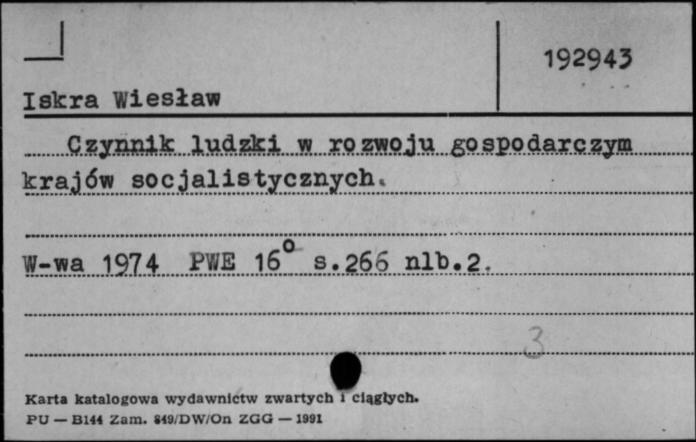 192943
Iskra Wiesław
Czynnik ludzki w rozwoju gospodarczym
krajów socjalistycznych.
W-wa 1974 PWE 16° s.266 nlb.2.
3
Karta katalogowa wydawnictw zwartych i ciągłych.
PU — B144 Zam. 849/DW/On ZGG — 1991